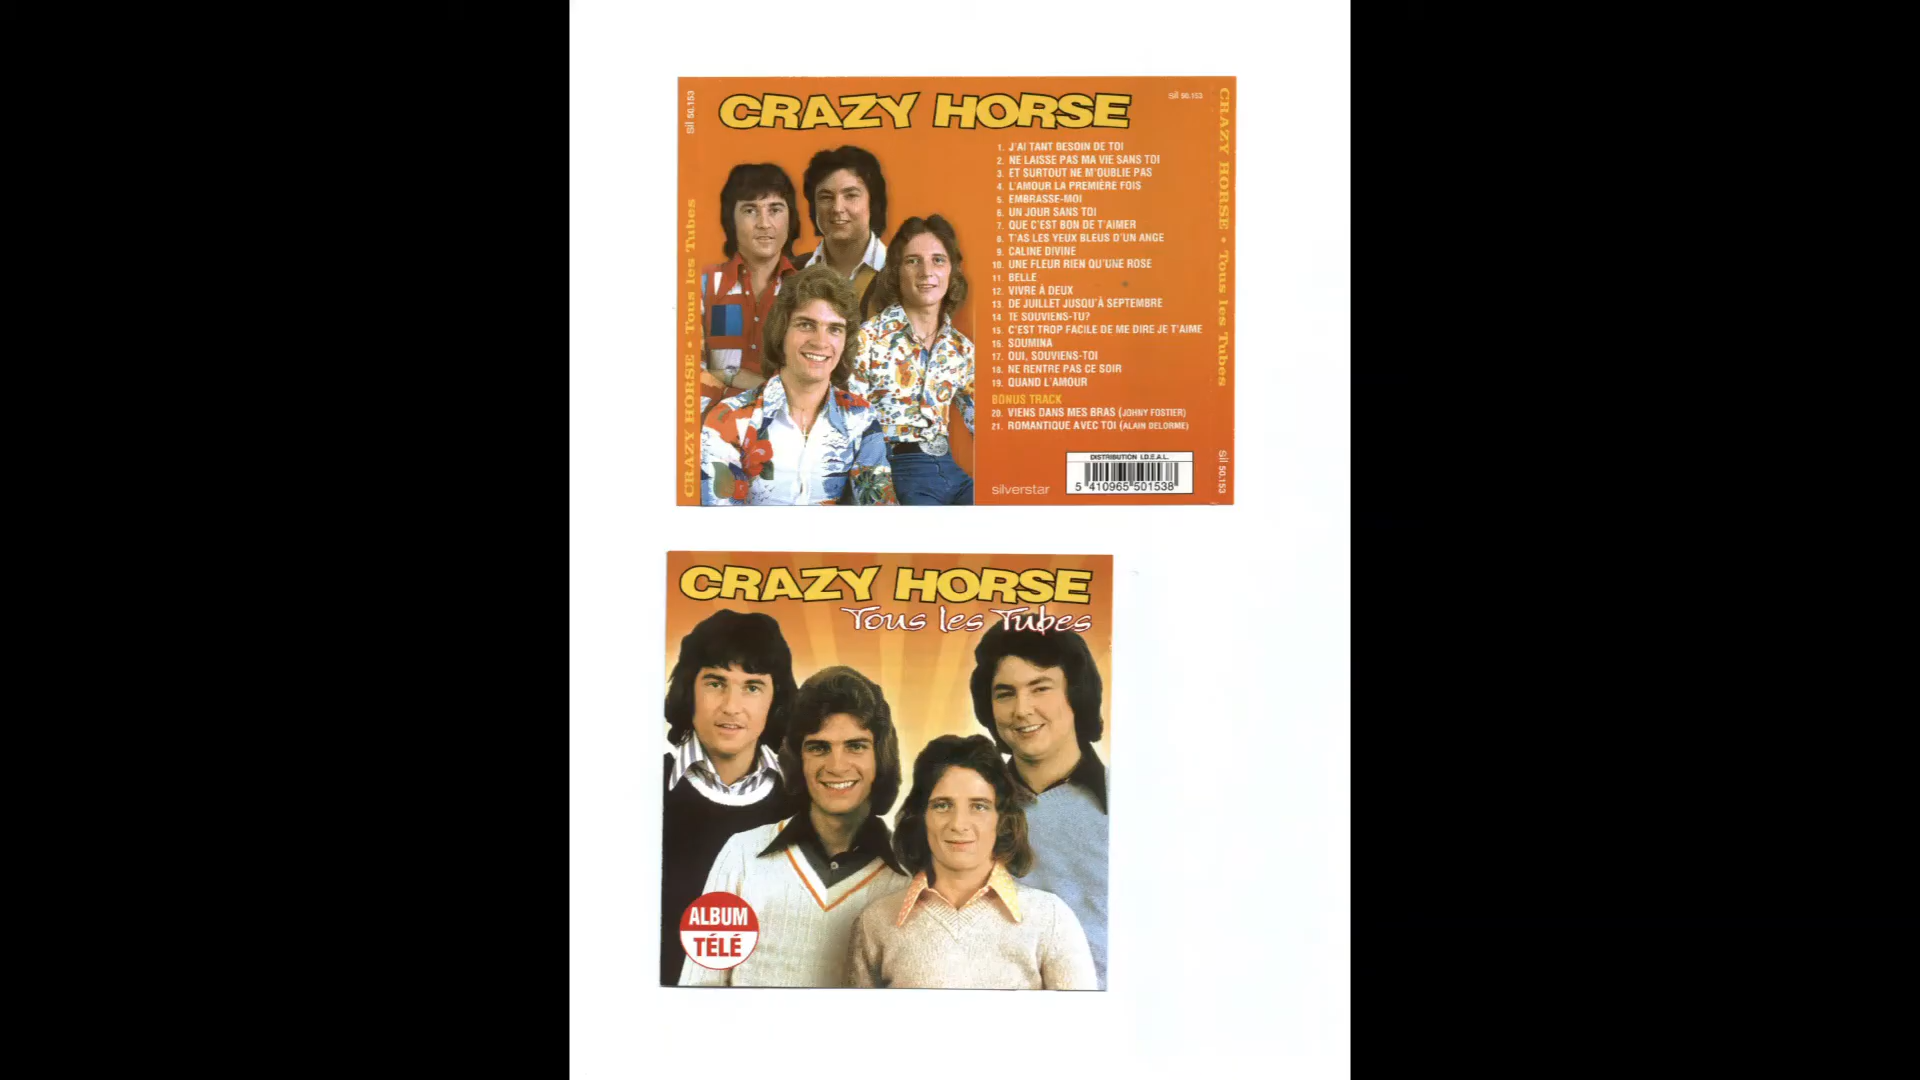 CRAZY HORSE
Sil 50.153
Sil 50.153
CRAZY HORSE • Tous les Tubes
1. J'AI TANT BESOIN DE TOI
2. NE LAISSE PAS MA VIE SANS TOI
3. ET SURTOUT NE M'OUBLIE PAS
4. L'AMOUR LA PREMIÈRE FOIS
5. EMBRASSE-MOI
6. UN JOUR SANS TOI
7. QUE C'EST BON DE T'AIMER
8. T'AS LES YEUX BLEUS D'UN ANGE
9. CALINE DIVINE
10. UNE FLEUR RIEN QU'UNE ROSE
11. BELLE
12. VIVRE À DEUX
13. DE JUILLET JUSQU'À SEPTEMBRE
14. TE SOUVIENS-TU?
15. C'EST TROP FACILE DE ME DIRE JE T'AIME
16. SOUMINA
17. OUI, SOUVIENS-TOI
18. NE RENTRE PAS CE SOIR
19. QUAND L'AMOUR
BONUS TRACK
20. VIENS DANS MES BRAS (JOHNY FOSTIER)
21. ROMANTIQUE AVEC TOI (ALAIN DELORME)
DISTRIBUTION I.D.E.A.L.
5 410965 501538
silverstar
CRAZY HORSE • Tous les Tubes
Sil 50.153
CRAZY HORSE
Tous les Tubes
ALBUM
TÉLÉ